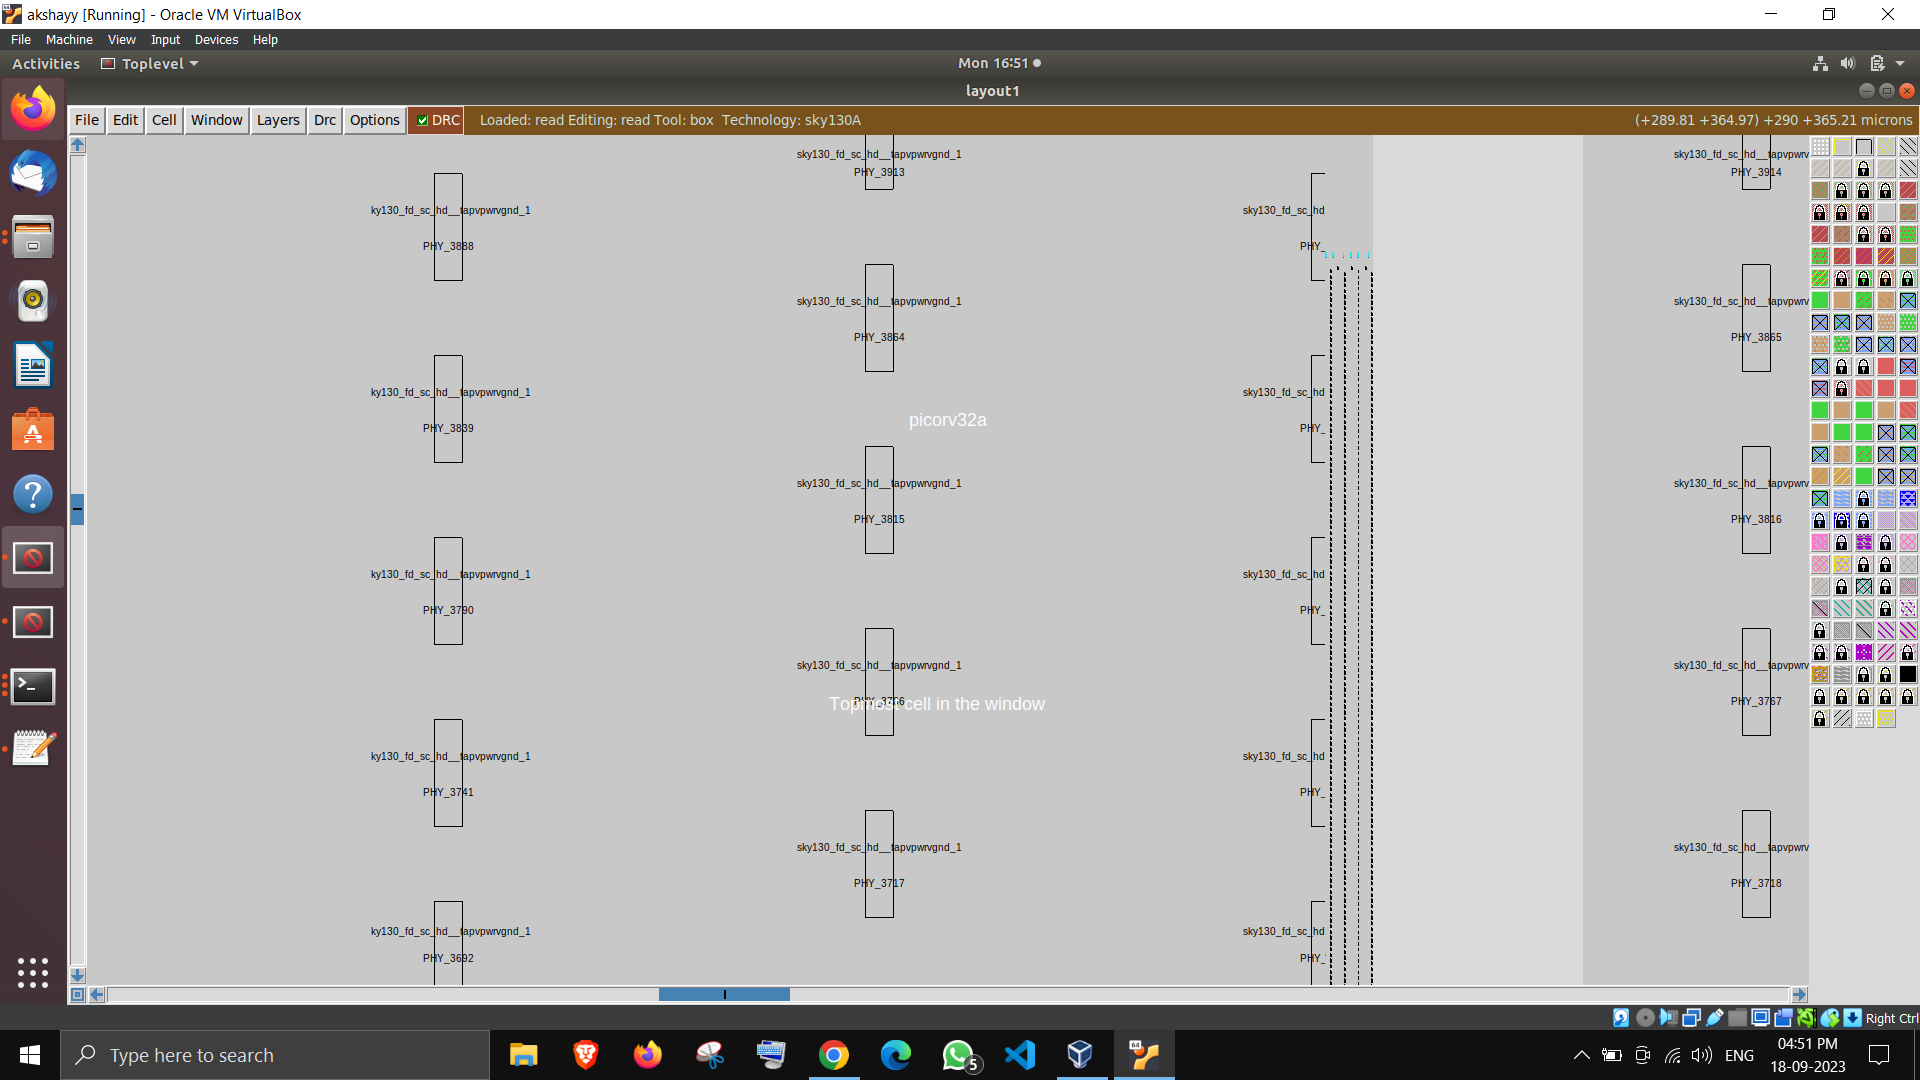 akshayy [Running] - Oracle VM VirtualBox
File Machine View Input Devices Help
Activities Toplevel Mon 16:51
layout1
File Edit Cell Window Layers Drc Options DRC Loaded: read Editing: read Tool: box Technology: sky130A (+289.81 +364.97) +290 +365.21 microns
sky130_fd_sc_hd__tapvpwrvgnd_1 sky130_fd_sc_hd__tapvpwrv
PHY_3913 PHY_3914
ky130_fd_sc_hd__tapvpwrvgnd_1 sky130_fd_sc_hd
PHY_3888 PHY_
sky130_fd_sc_hd__tapvpwrvgnd_1 sky130_fd_sc_hd__tapvpwrv
PHY_3864 PHY_3865
ky130_fd_sc_hd__tapvpwrvgnd_1 sky130_fd_sc_hd
picorv32a
PHY_3839 PHY_
sky130_fd_sc_hd__tapvpwrvgnd_1 sky130_fd_sc_hd__tapvpwrv
PHY_3815 PHY_3816
ky130_fd_sc_hd__tapvpwrvgnd_1 sky130_fd_sc_hd
PHY_3790 PHY_
sky130_fd_sc_hd__tapvpwrvgnd_1 sky130_fd_sc_hd__tapvpwrv
PHY_3766 PHY_3767
Topmost cell in the window
ky130_fd_sc_hd__tapvpwrvgnd_1 sky130_fd_sc_hd
PHY_3741 PHY_
sky130_fd_sc_hd__tapvpwrvgnd_1 sky130_fd_sc_hd__tapvpwrv
PHY_3717 PHY_3718
ky130_fd_sc_hd__tapvpwrvgnd_1 sky130_fd_sc_hd
PHY_3692 PHY_
Right Ctrl
Type here to search 5 64 ENG 04:51 PM
18-09-2023